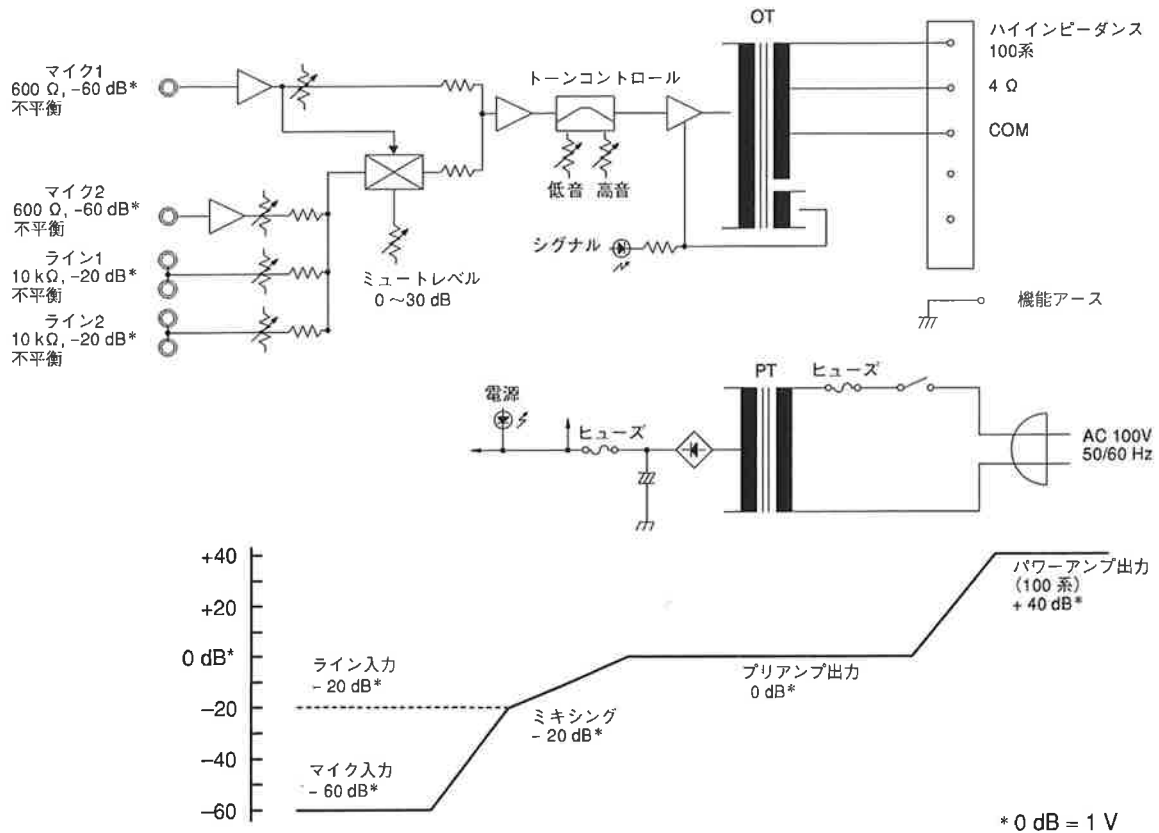 OT
ハイインピーダンス
100系
4 Ω
COM
マイク1
600 Ω, −60 dB*
不平衡
トーンコントロール
低音 高音
マイク2
600 Ω, −60 dB*
不平衡
シグナル
ライン1
10 kΩ, −20 dB*
不平衡
ミュートレベル
0 ～30 dB
ライン2
10 kΩ, −20 dB*
不平衡
機能アース
PT
ヒューズ
電源
ヒューズ
AC 100V
50/60 Hz
+40
+20
0 dB*
−20
−40
−60
パワーアンプ出力
(100 系)
+ 40 dB*
ライン入力
− 20 dB*
プリアンプ出力
0 dB*
ミキシング
− 20 dB*
マイク入力
− 60 dB*
* 0 dB = 1 V